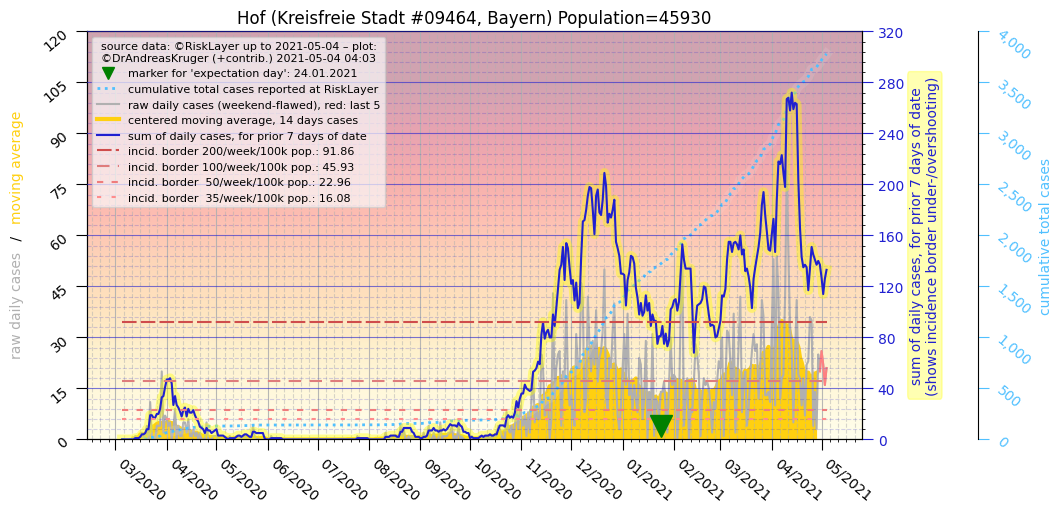 Hof (Kreisfreie Stadt #09464, Bayern) Population=45930
source data: ©RiskLayer up to 2021-05-04 – plot:
©DrAndreasKruger (+contrib.) 2021-05-04 04:03
marker for 'expectation day': 24.01.2021
cumulative total cases reported at RiskLayer
raw daily cases (weekend-flawed), red: last 5
centered moving average, 14 days cases
sum of daily cases, for prior 7 days of date
incid. border 200/week/100k pop.: 91.86
incid. border 100/week/100k pop.: 45.93
incid. border  50/week/100k pop.: 22.96
incid. border  35/week/100k pop.: 16.08
raw daily cases / moving average
120
105
90
75
60
45
30
15
0
03/2020
04/2020
05/2020
06/2020
07/2020
08/2020
09/2020
10/2020
11/2020
12/2020
01/2021
02/2021
03/2021
04/2021
05/2021
320
280
240
200
160
120
80
40
0
sum of daily cases, for prior 7 days of date
(shows incidence border under-/overshooting)
4,000
3,500
3,000
2,500
2,000
1,500
1,000
500
0
cumulative total cases